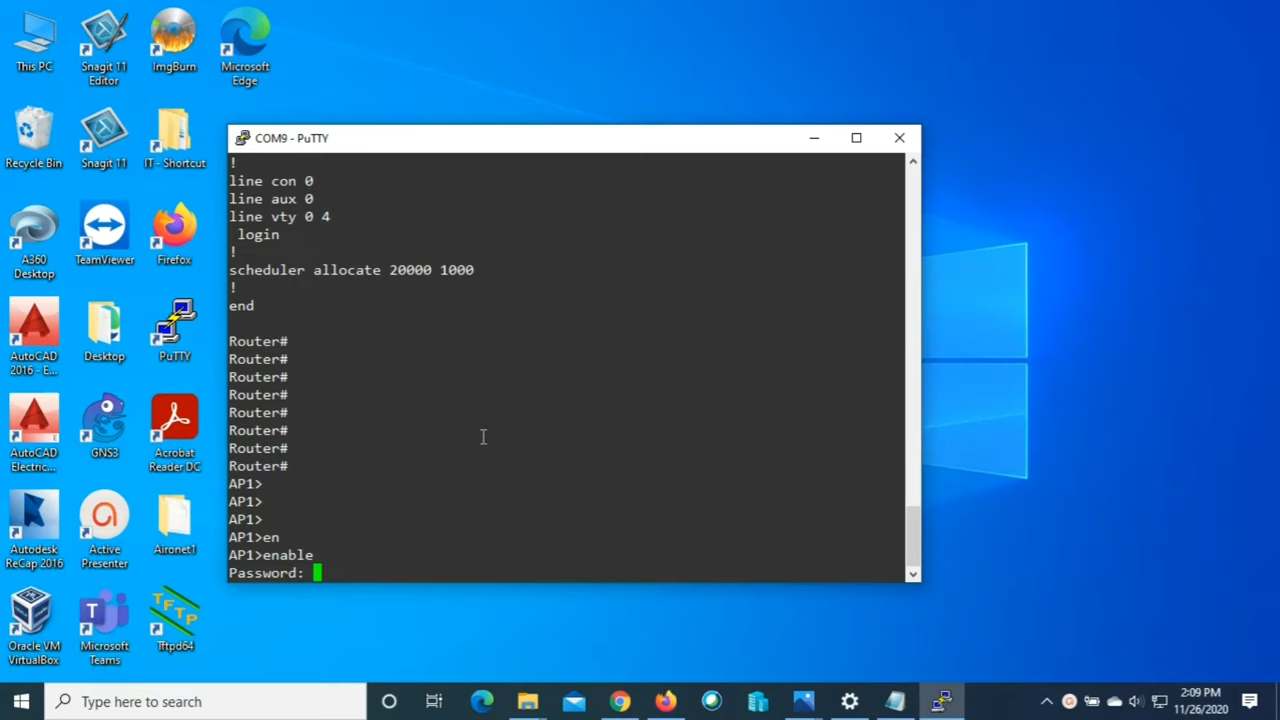 This PC
Snagit 11
Editor
ImgBurn
Microsoft
Edge
Recycle Bin
Snagit 11
IT - Shortcut
A360
Desktop
TeamViewer
Firefox
AutoCAD
2016 - E...
Desktop
PuTTY
AutoCAD
Electric...
GNS3
Acrobat
Reader DC
Autodesk
ReCap 2016
Active
Presenter
Aironet1
Oracle VM
VirtualBox
Microsoft
Teams
TFTP
Tftpd64
COM9 - PuTTY
!
line con 0
line aux 0
line vty 0 4
login
!
scheduler allocate 20000 1000
!
end
Router#
Router#
Router#
Router#
Router#
Router#
Router#
Router#
AP1>
AP1>
AP1>
AP1>en
AP1>enable
Password:
Type here to search
2:09 PM
11/26/2020